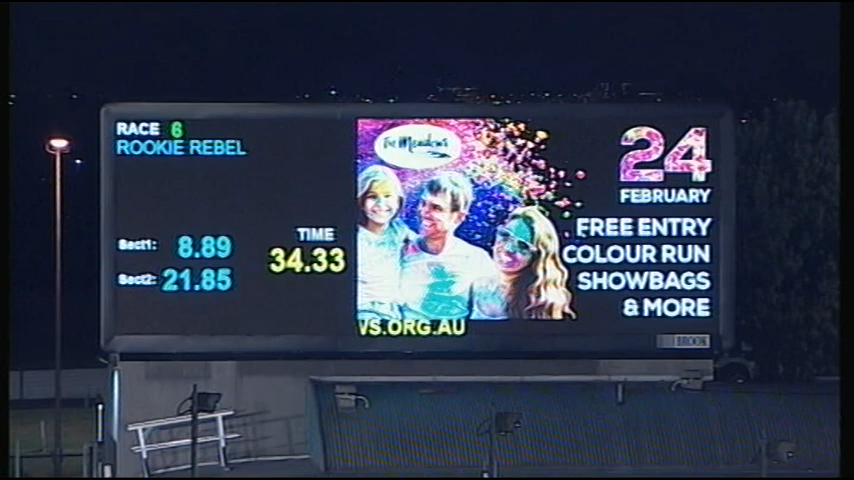 RACE 6
ROOKIE REBEL
Sect1: 8.89
Sect2: 21.85
TIME
34.33
The Meadows
24
FEBRUARY
FREE ENTRY
COLOUR RUN
SHOWBAGS
& MORE
VS.ORG.AU
BROOK